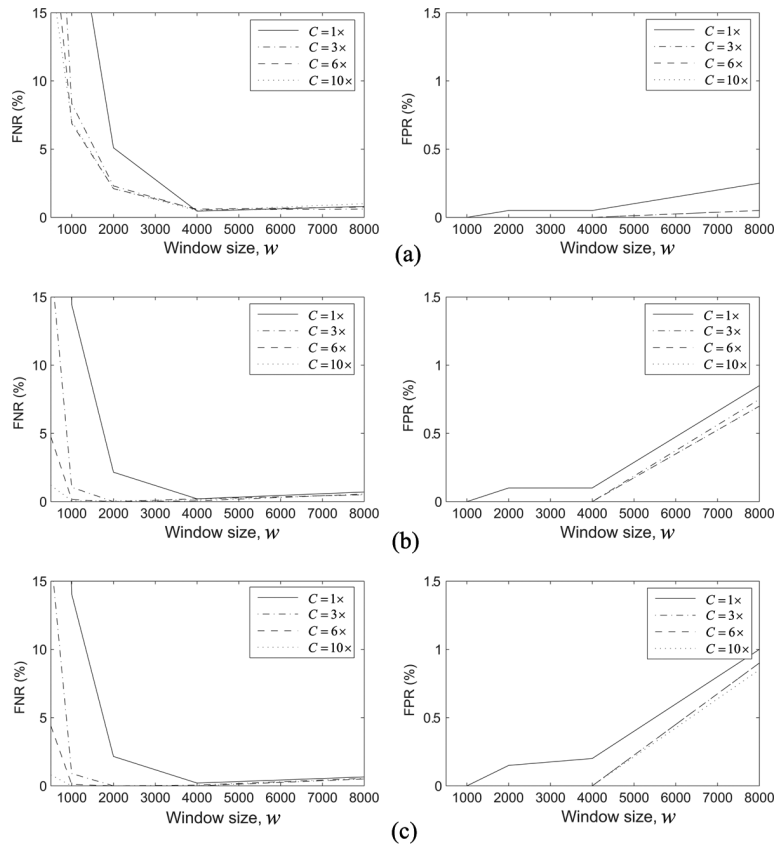 15
10
5
0
FNR (%)
C = 1×
C = 3×
C = 6×
C = 10×
1000 2000 3000 4000 5000 6000 7000 8000
Window size, w
1.5
1
0.5
0
FPR (%)
C = 1×
C = 3×
C = 6×
C = 10×
1000 2000 3000 4000 5000 6000 7000 8000
Window size, w
(a)
15
10
5
0
FNR (%)
C = 1×
C = 3×
C = 6×
C = 10×
1000 2000 3000 4000 5000 6000 7000 8000
Window size, w
1.5
1
0.5
0
FPR (%)
C = 1×
C = 3×
C = 6×
C = 10×
1000 2000 3000 4000 5000 6000 7000 8000
Window size, w
(b)
15
10
5
0
FNR (%)
C = 1×
C = 3×
C = 6×
C = 10×
1000 2000 3000 4000 5000 6000 7000 8000
Window size, w
1.5
1
0.5
0
FPR (%)
C = 1×
C = 3×
C = 6×
C = 10×
1000 2000 3000 4000 5000 6000 7000 8000
Window size, w
(c)